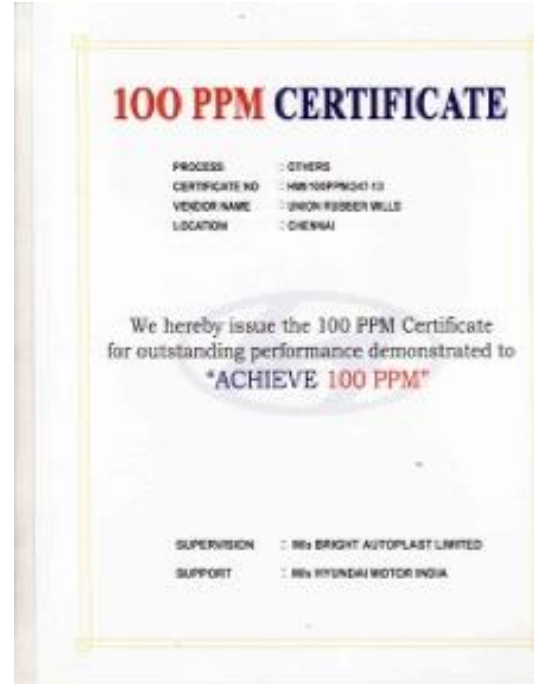 100 PPM CERTIFICATE
PROCESS : OTHERS
CERTIFICATE NO :
VENDOR NAME : UNION RUBBER MILLS
LOCATION : CHENNAI
We hereby issue the 100 PPM Certificate
for outstanding performance demonstrated to
"ACHIEVE 100 PPM"
SUPERVISION : M/s BRIGHT AUTOPLAST LIMITED
SUPPORT : M/s HYUNDAI MOTOR INDIA